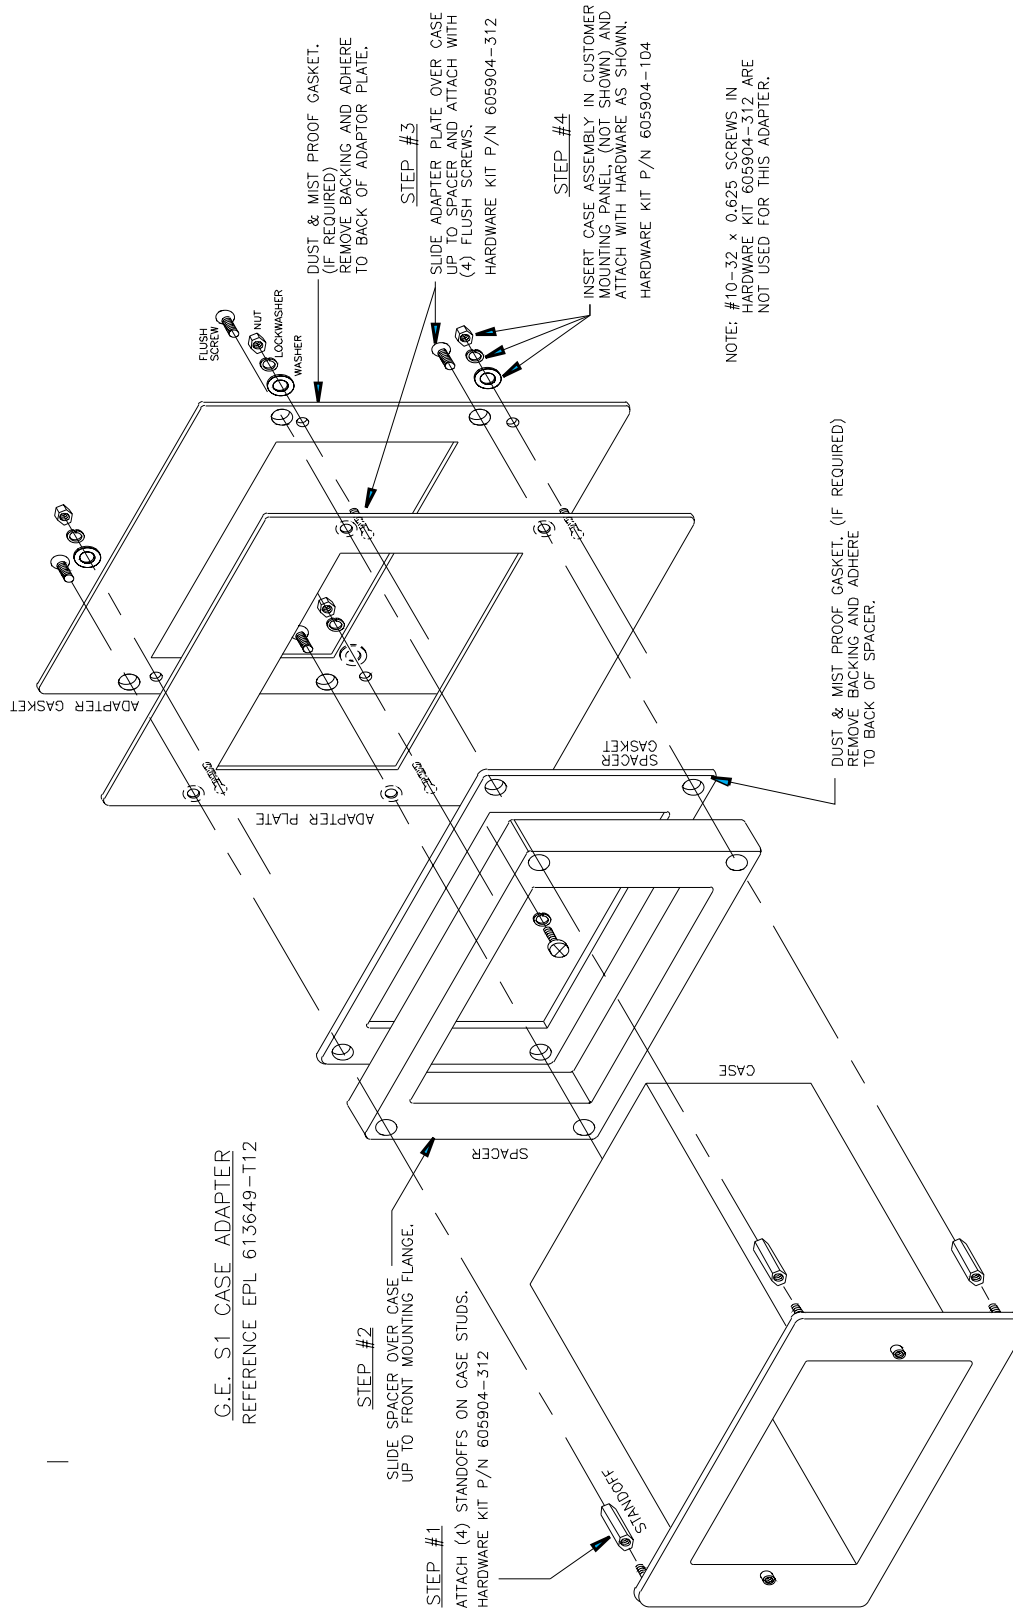 G.E. S1 CASE ADAPTER
REFERENCE EPL 613649-T12
STEP #1
ATTACH (4) STANDOFFS ON CASE STUDS.
HARDWARE KIT P/N 605904-312
STANDOFF
STEP #2
SLIDE SPACER OVER CASE
UP TO FRONT MOUNTING FLANGE.
SPACER
CASE
SPACER
GASKET
ADAPTER PLATE
ADAPTER GASKET
DUST & MIST PROOF GASKET.
(IF REQUIRED)
REMOVE BACKING AND ADHERE
TO BACK OF ADAPTOR PLATE.
FLUSH
SCREW
NUT
LOCKWASHER
WASHER
STEP #3
SLIDE ADAPTER PLATE OVER CASE
UP TO SPACER AND ATTACH WITH
(4) FLUSH SCREWS.
HARDWARE KIT P/N 605904-312
STEP #4
INSERT CASE ASSEMBLY IN CUSTOMER
MOUNTING PANEL, (NOT SHOWN) AND
ATTACH WITH HARDWARE AS SHOWN.
HARDWARE KIT P/N 605904-104
NOTE: #10-32 x 0.625 SCREWS IN
HARDWARE KIT 605904-312 ARE
NOT USED FOR THIS ADAPTER.
DUST & MIST PROOF GASKET. (IF REQUIRED)
REMOVE BACKING AND ADHERE
TO BACK OF SPACER.